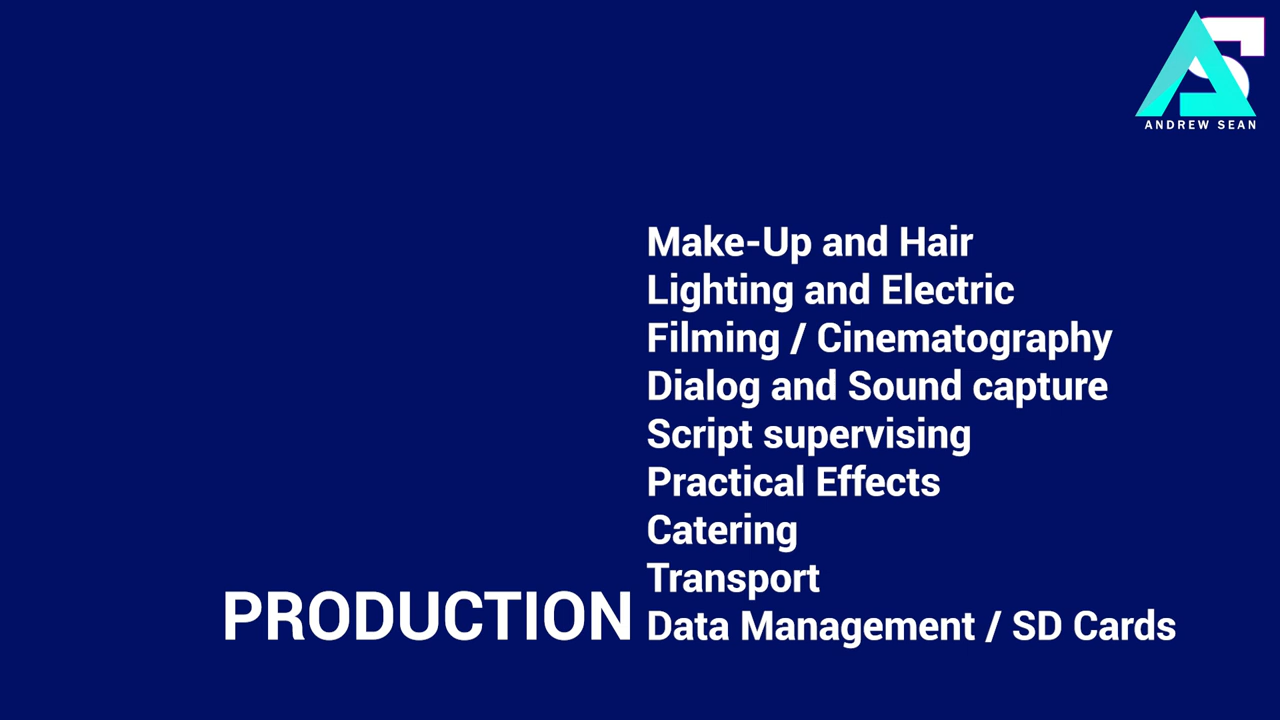 ANDREW SEAN
Make-Up and Hair
Lighting and Electric
Filming / Cinematography
Dialog and Sound capture
Script supervising
Practical Effects
Catering
Transport
PRODUCTION Data Management / SD Cards